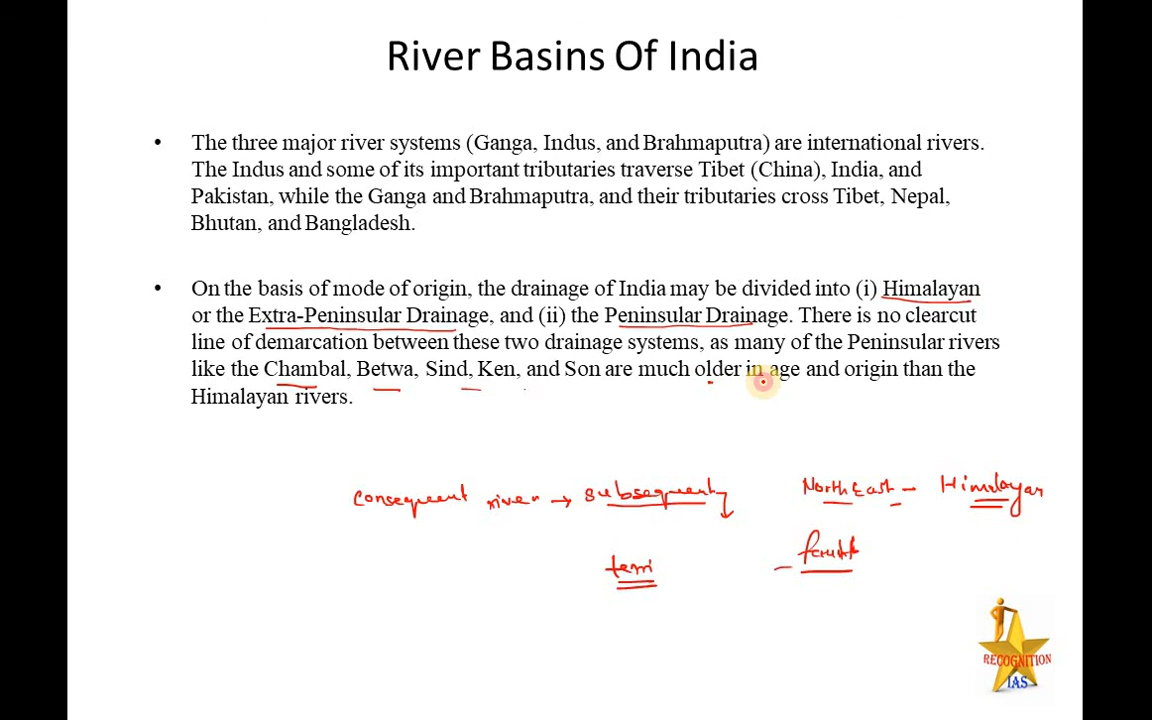 River Basins Of India
• The three major river systems (Ganga, Indus, and Brahmaputra) are international rivers.
The Indus and some of its important tributaries traverse Tibet (China), India, and
Pakistan, while the Ganga and Brahmaputra, and their tributaries cross Tibet, Nepal,
Bhutan, and Bangladesh.
• On the basis of mode of origin, the drainage of India may be divided into (i) Himalayan
or the Extra-Peninsular Drainage, and (ii) the Peninsular Drainage. There is no clearcut
line of demarcation between these two drainage systems, as many of the Peninsular rivers
like the Chambal, Betwa, Sind, Ken, and Son are much older in age and origin than the
Himalayan rivers.
consequent river → subsequent
North East - Himalayan
- fault
RECOGNITION
IAS